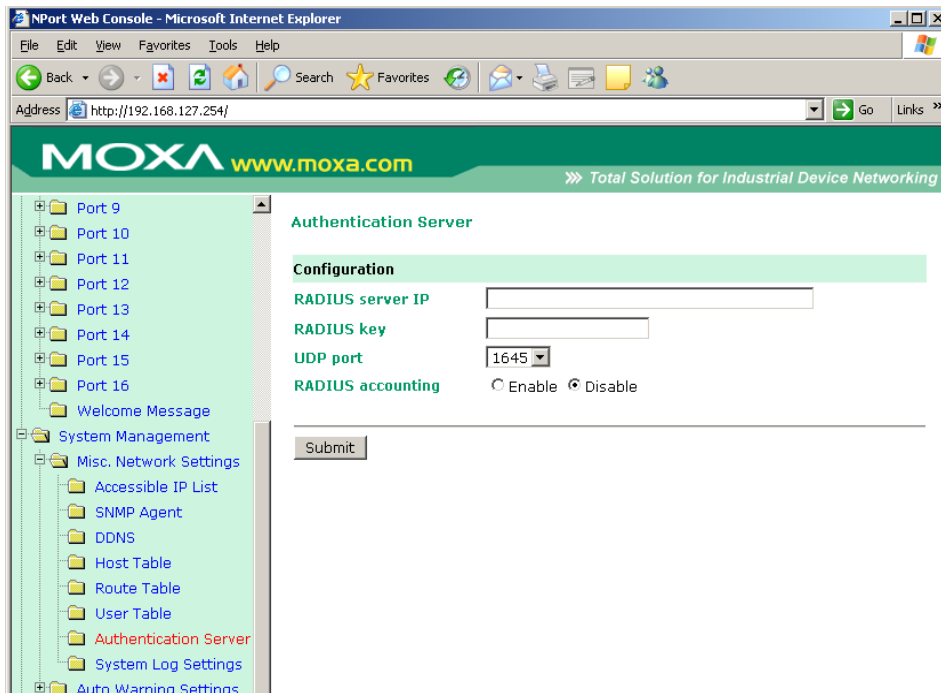 NPort Web Console - Microsoft Internet Explorer
File Edit View Favorites Tools Help
Back Search Favorites
Address http://192.168.127.254/ Go Links »
MOXA www.moxa.com
Total Solution for Industrial Device Networking
Port 9
Port 10
Port 11
Port 12
Port 13
Port 14
Port 15
Port 16
Welcome Message
System Management
Misc. Network Settings
Accessible IP List
SNMP Agent
DDNS
Host Table
Route Table
User Table
Authentication Server
System Log Settings
Auto Warning Settings
Authentication Server
Configuration
RADIUS server IP
RADIUS key
UDP port 1645
RADIUS accounting Enable Disable
Submit